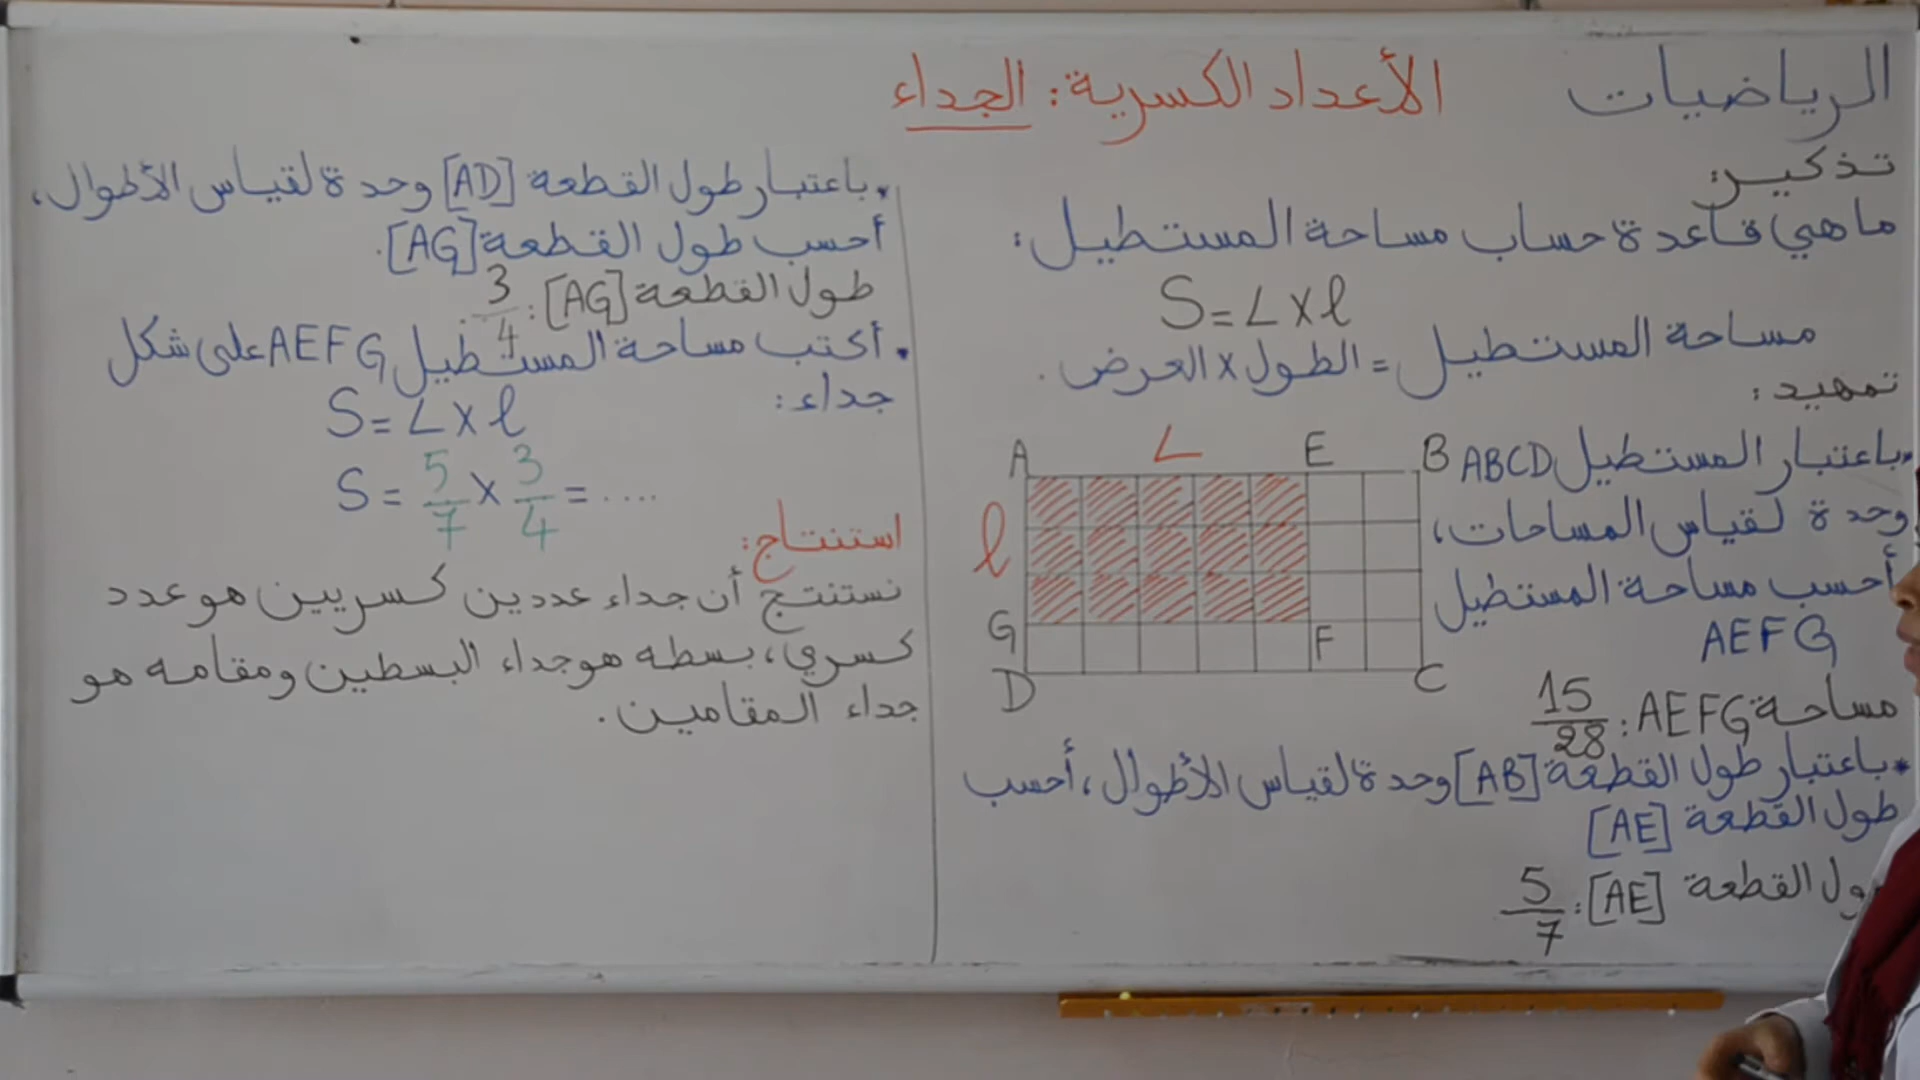 الرياضيات
الأعداد الكسرية: الجداء
تذكير:
ما هي قاعدة حساب مساحة المستطيل:
S = L × l
مساحة المستطيل = الطول × العرض.
تمهيد:
باعتبار المستطيل ABCD
وحدة لقياس المساحات،
أحسب مساحة المستطيل
AEFG
A L E B
l
G F
D C
مساحة AEFG: 15/28
• باعتبار طول القطعة [AB] وحدة لقياس الأطوال، أحسب
طول القطعة [AE]
القطعة [AE]: 5/7
• باعتبار طول القطعة [AD] وحدة لقياس الأطوال،
أحسب طول القطعة [AG].
طول القطعة [AG]: 3/4.
• أكتب مساحة المستطيل AEFG على شكل
جداء:
S = L × l
S = 5/7 × 3/4 = ....
استنتاج:
نستنتج أن جداء عددين كسريين هو عدد
كسري، بسطه هو جداء البسطين ومقامه هو
جداء المقامين.